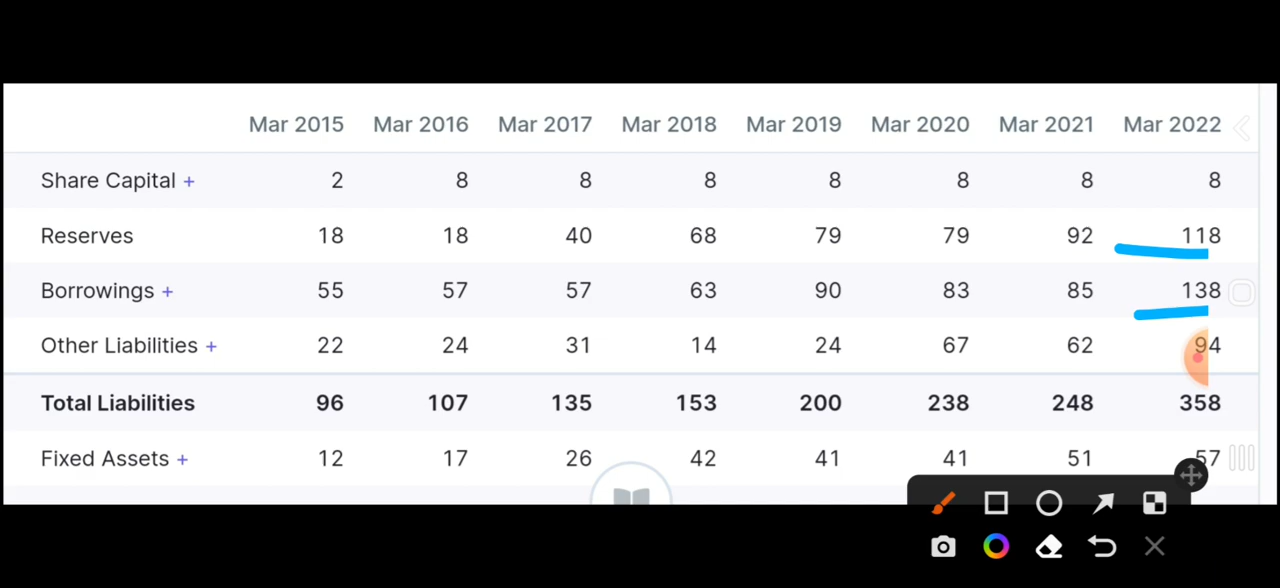 Mar 2015 Mar 2016 Mar 2017 Mar 2018 Mar 2019 Mar 2020 Mar 2021 Mar 2022
Share Capital + 2 8 8 8 8 8 8 8
Reserves 18 18 40 68 79 79 92 118
Borrowings + 55 57 57 63 90 83 85 138
Other Liabilities + 22 24 31 14 24 67 62 94
Total Liabilities 96 107 135 153 200 238 248 358
Fixed Assets + 12 17 26 42 41 41 51 57